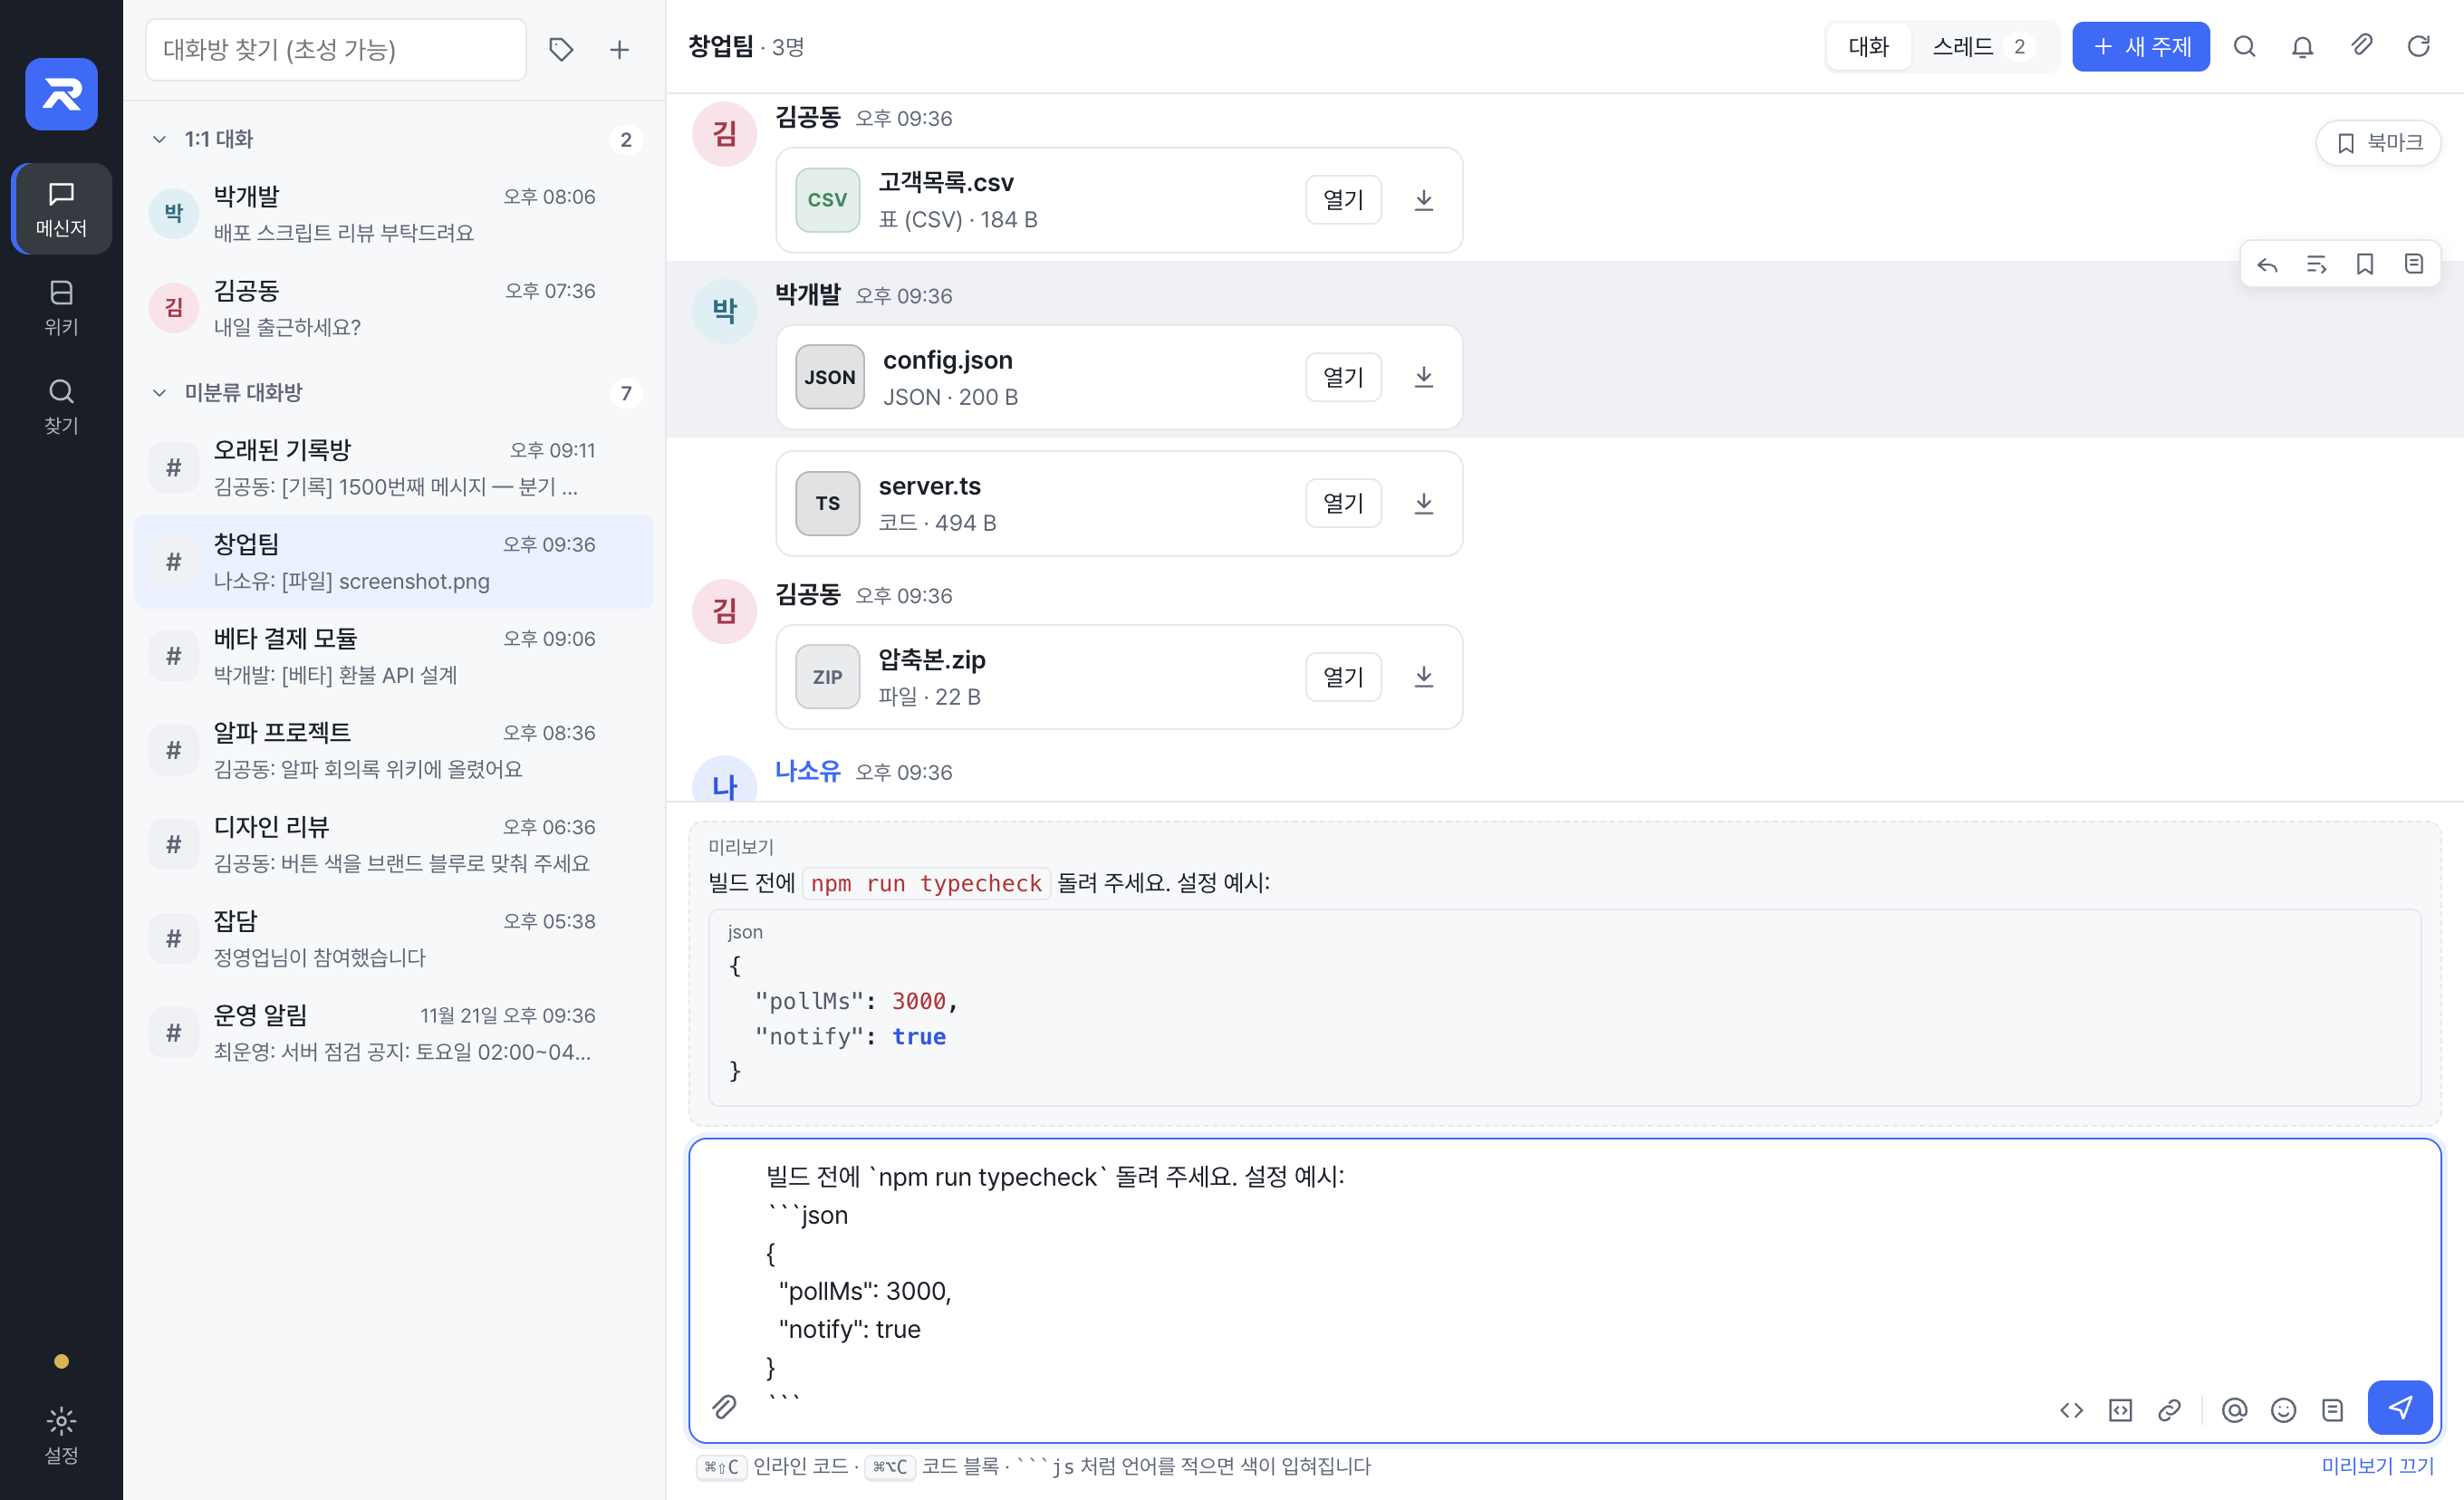 메신저
위키
찾기
설정
대화방 찾기 (초성 가능)
1:1 대화 2
박 박개발 오후 08:06
배포 스크립트 리뷰 부탁드려요
김 김공동 오후 07:36
내일 출근하세요?
미분류 대화방 7
# 오래된 기록방 오후 09:11
김공동: [기록] 1500번째 메시지 — 분기 ...
# 창업팀 오후 09:36
나소유: [파일] screenshot.png
# 베타 결제 모듈 오후 09:06
박개발: [베타] 환불 API 설계
# 알파 프로젝트 오후 08:36
김공동: 알파 회의록 위키에 올렸어요
# 디자인 리뷰 오후 06:36
김공동: 버튼 색을 브랜드 블루로 맞춰 주세요
# 잡담 오후 05:38
정영업님이 참여했습니다
# 운영 알림 11월 21일 오후 09:36
최운영: 서버 점검 공지: 토요일 02:00~04...
창업팀 · 3명 대화 스레드 2 + 새 주제
북마크
김 김공동 오후 09:36
CSV 고객목록.csv 열기
표 (CSV) · 184 B
박 박개발 오후 09:36
JSON config.json 열기
JSON · 200 B
TS server.ts 열기
코드 · 494 B
김 김공동 오후 09:36
ZIP 압축본.zip 열기
파일 · 22 B
나 나소유 오후 09:36
미리보기
빌드 전에 npm run typecheck 돌려 주세요. 설정 예시:
json
{
"pollMs": 3000,
"notify": true
}
빌드 전에 `npm run typecheck` 돌려 주세요. 설정 예시:
```json
{
"pollMs": 3000,
"notify": true
}
```
⌘⇧C 인라인 코드 · ⌘⌥C 코드 블록 · ```js 처럼 언어를 적으면 색이 입혀집니다 미리보기 끄기